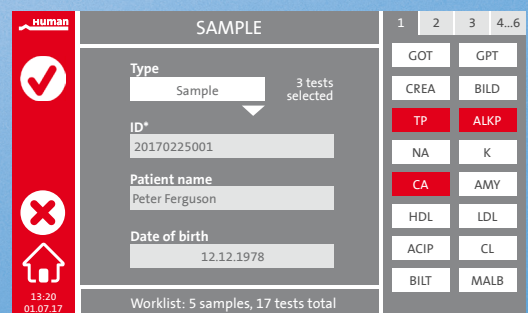 Human
SAMPLE
1 2 3 4...6
Type
Sample
3 tests
selected
ID*
20170225001
Patient name
Peter Ferguson
Date of birth
12.12.1978
Worklist: 5 samples, 17 tests total
13:20
01.07.17
GOT GPT
CREA BILD
TP ALKP
NA K
CA AMY
HDL LDL
ACIP CL
BILT MALB